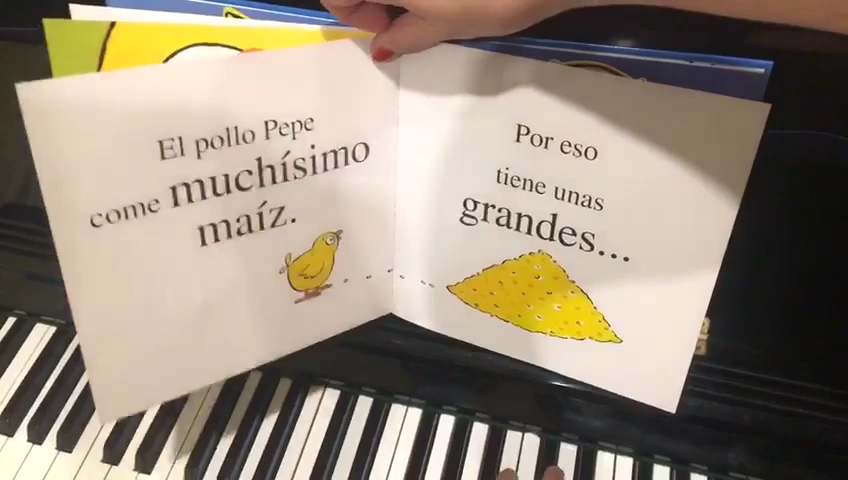 El pollo Pepe
come muchísimo
maíz.
Por eso
tiene unas
grandes...